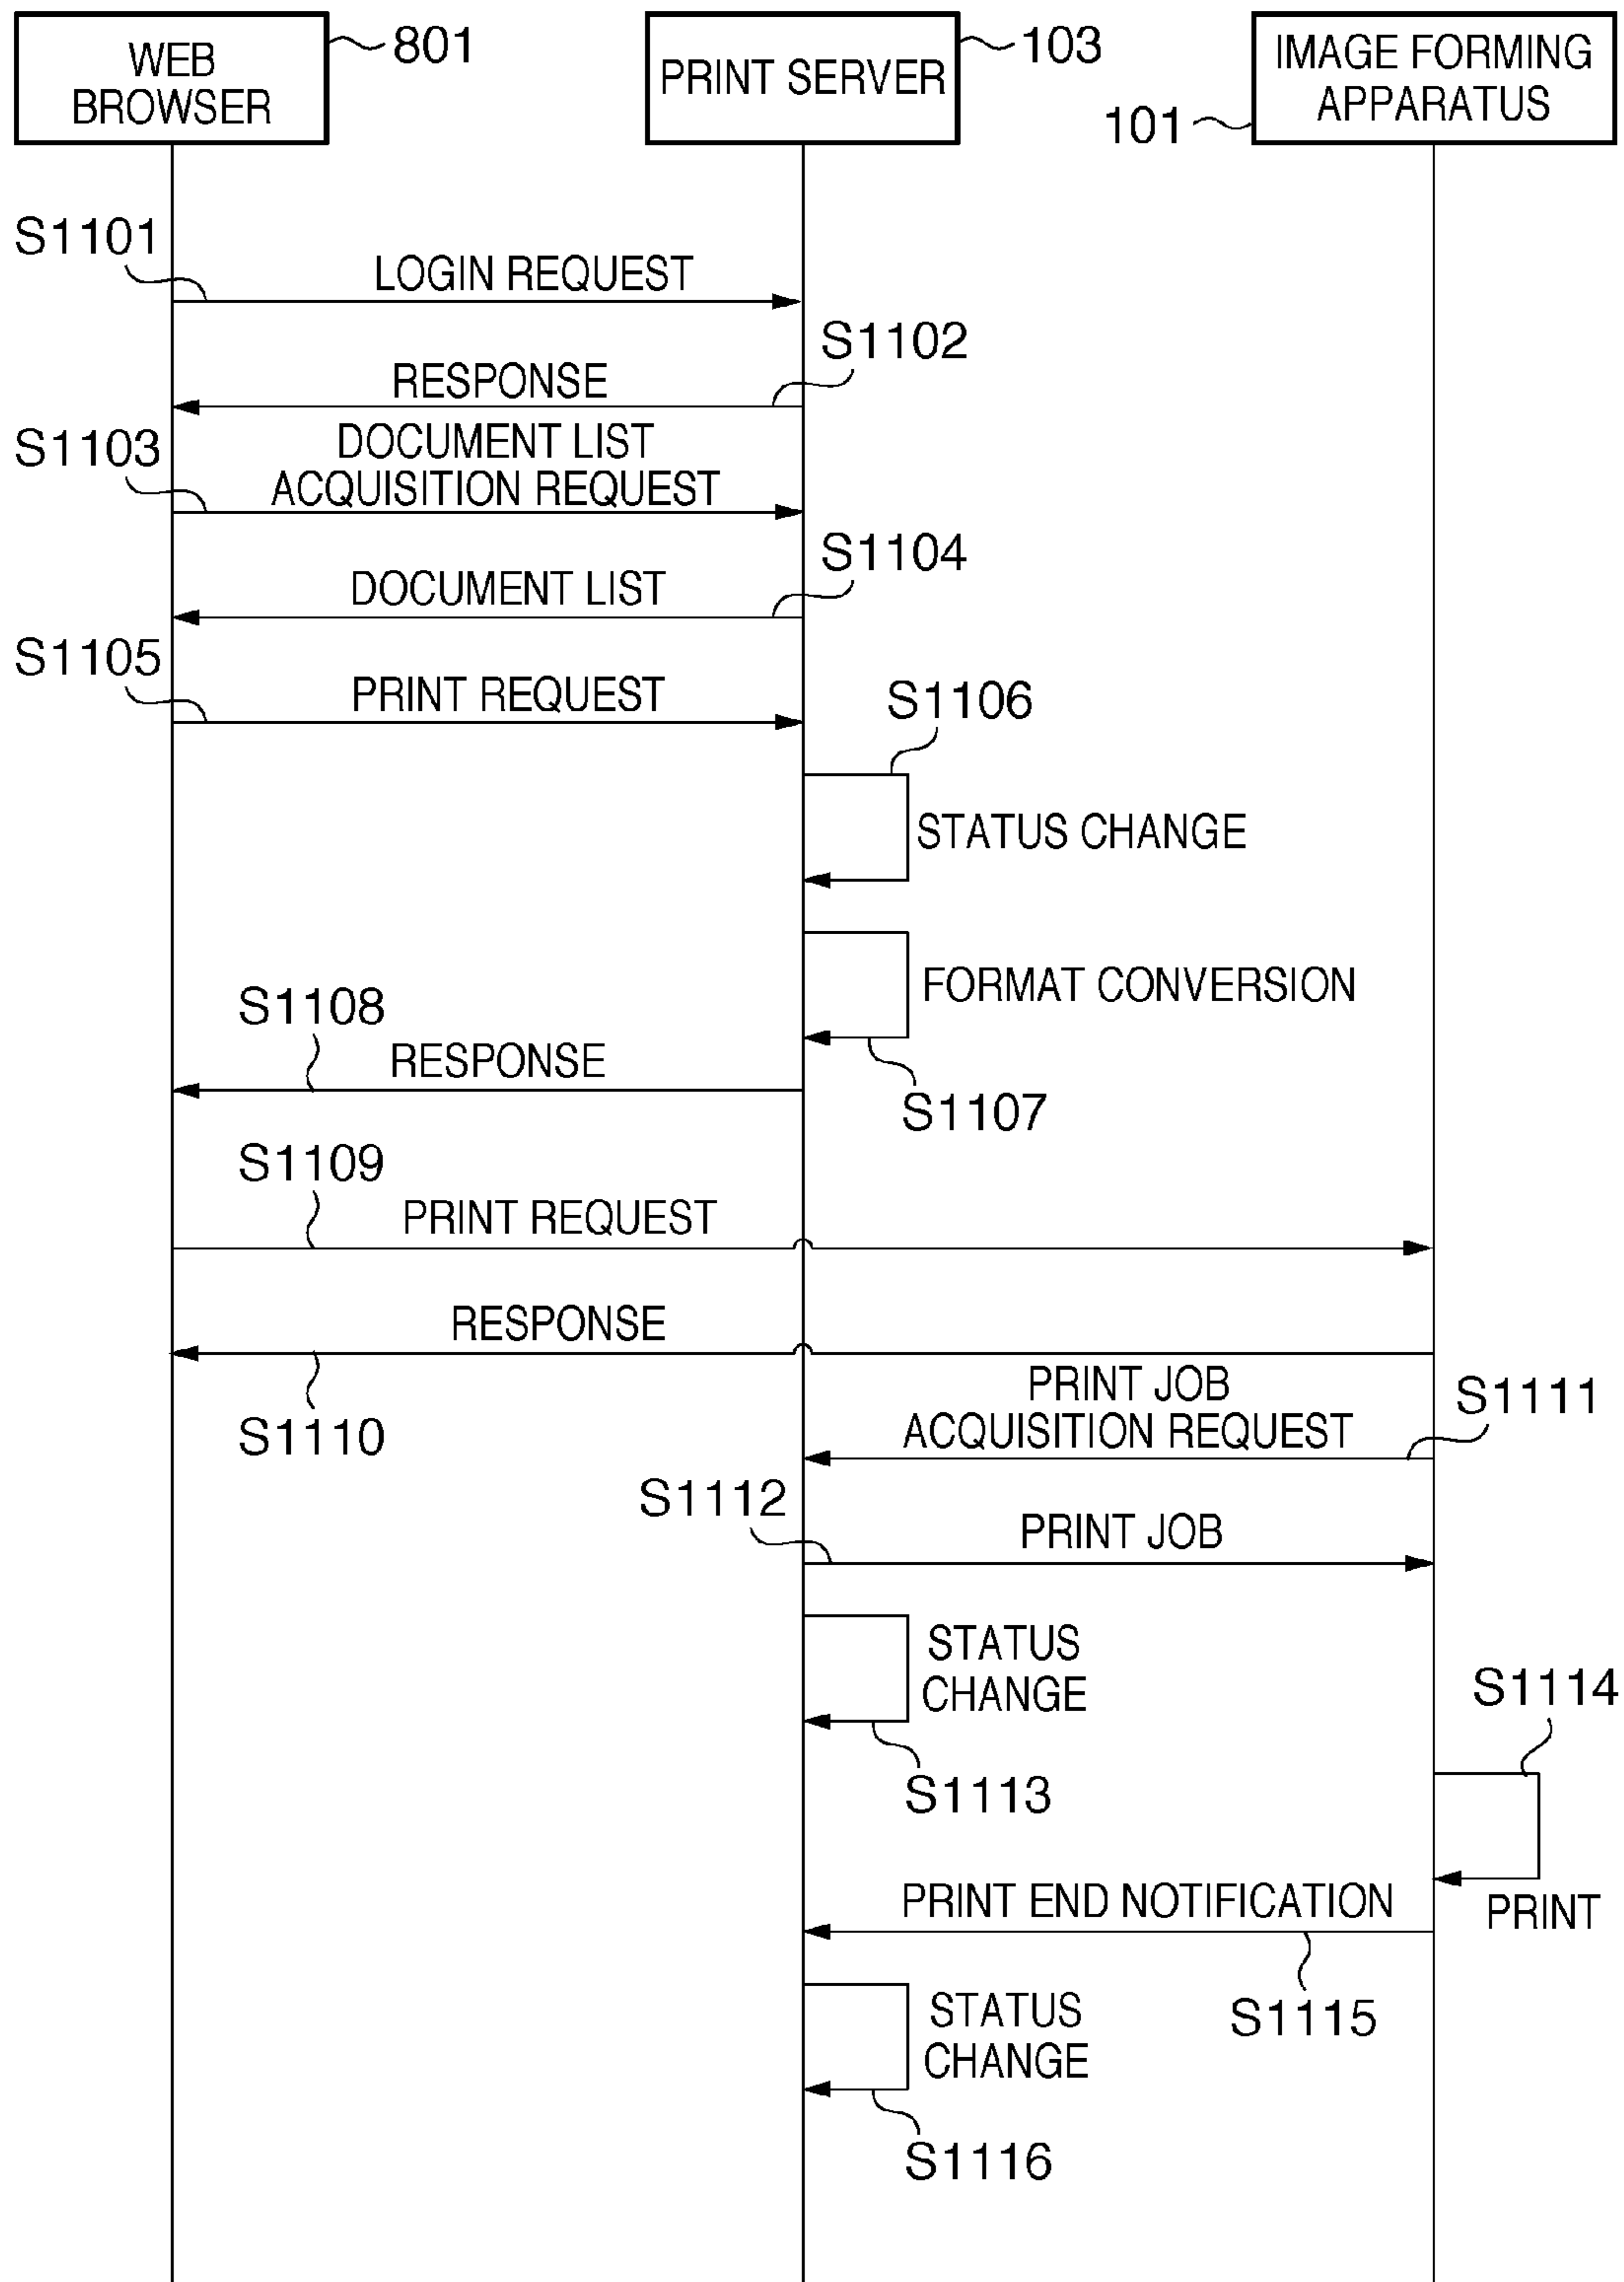 WEB
BROWSER
801
PRINT SERVER
103
IMAGE FORMING
APPARATUS
101
S1101
LOGIN REQUEST
S1102
RESPONSE
S1103
DOCUMENT LIST
ACQUISITION REQUEST
S1104
DOCUMENT LIST
S1105
PRINT REQUEST
S1106
STATUS CHANGE
FORMAT CONVERSION
S1107
S1108
RESPONSE
S1109
PRINT REQUEST
RESPONSE
S1110
PRINT JOB
ACQUISITION REQUEST
S1111
S1112
PRINT JOB
STATUS
CHANGE
S1113
S1114
PRINT
PRINT END NOTIFICATION
S1115
STATUS
CHANGE
S1116